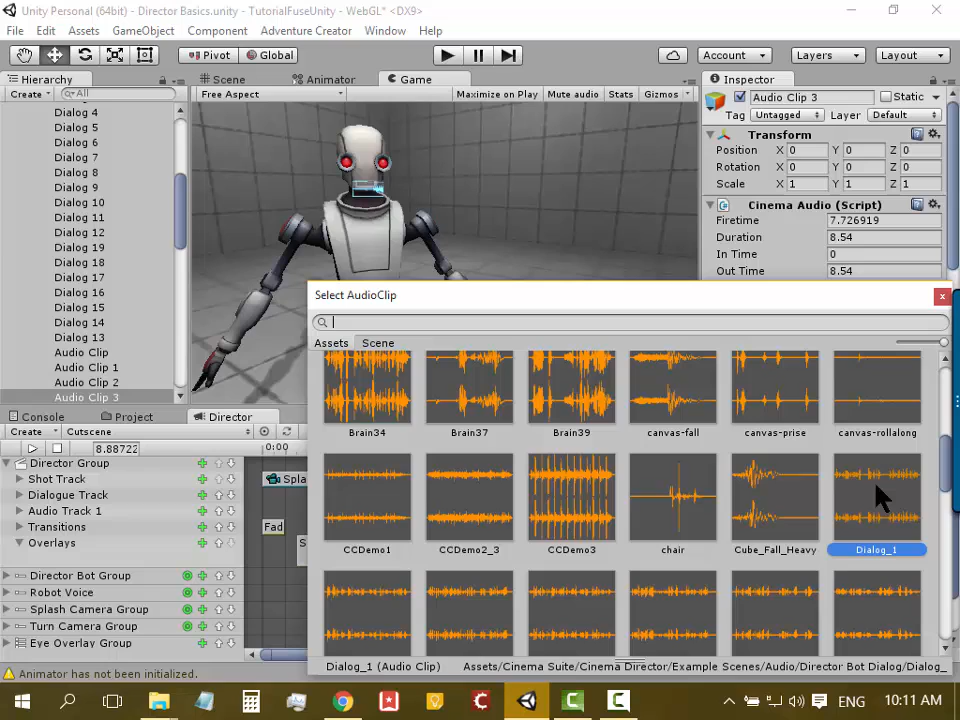 Unity Personal (64bit) - Director Basics.unity - TutorialFuseUnity - WebGL* <DX9>
File Edit Assets GameObject Component Adventure Creator Window Help
Pivot Global Account Layers Layout
Hierarchy Scene Animator Game Inspector
Create All Free Aspect Maximize on Play Mute audio Stats Gizmos Audio Clip 3 Static
Tag Untagged Layer Default
Dialog 4
Dialog 5
Dialog 6
Dialog 7
Dialog 8
Dialog 9
Dialog 10
Dialog 11
Dialog 12
Dialog 19
Dialog 18
Dialog 17
Dialog 16
Dialog 15
Dialog 14
Dialog 13
Audio Clip
Audio Clip 1
Audio Clip 2
Audio Clip 3
Transform
Position X 0 Y 0 Z 0
Rotation X 0 Y 0 Z 0
Scale X 1 Y 1 Z 1
Cinema Audio (Script)
Firetime 7.726919
Duration 8.54
In Time 0
Out Time 8.54
Select AudioClip
Assets Scene
Brain34 Brain37 Brain39 canvas-fall canvas-prise canvas-rollalong
CCDemo1 CCDemo2_3 CCDemo3 chair Cube_Fall_Heavy Dialog_1
Dialog_1 (Audio Clip) Assets/Cinema Suite/Cinema Director/Example Scenes/Audio/Director Bot Dialog/Dialog_
Console Project Director
Create Cutscene
8.88722 0:00
Director Group
Shot Track Spla
Dialogue Track
Audio Track 1
Transitions Fad
Overlays S
Director Bot Group
Robot Voice
Splash Camera Group
Turn Camera Group
Eye Overlay Group
Animator has not been initialized.
ENG 10:11 AM